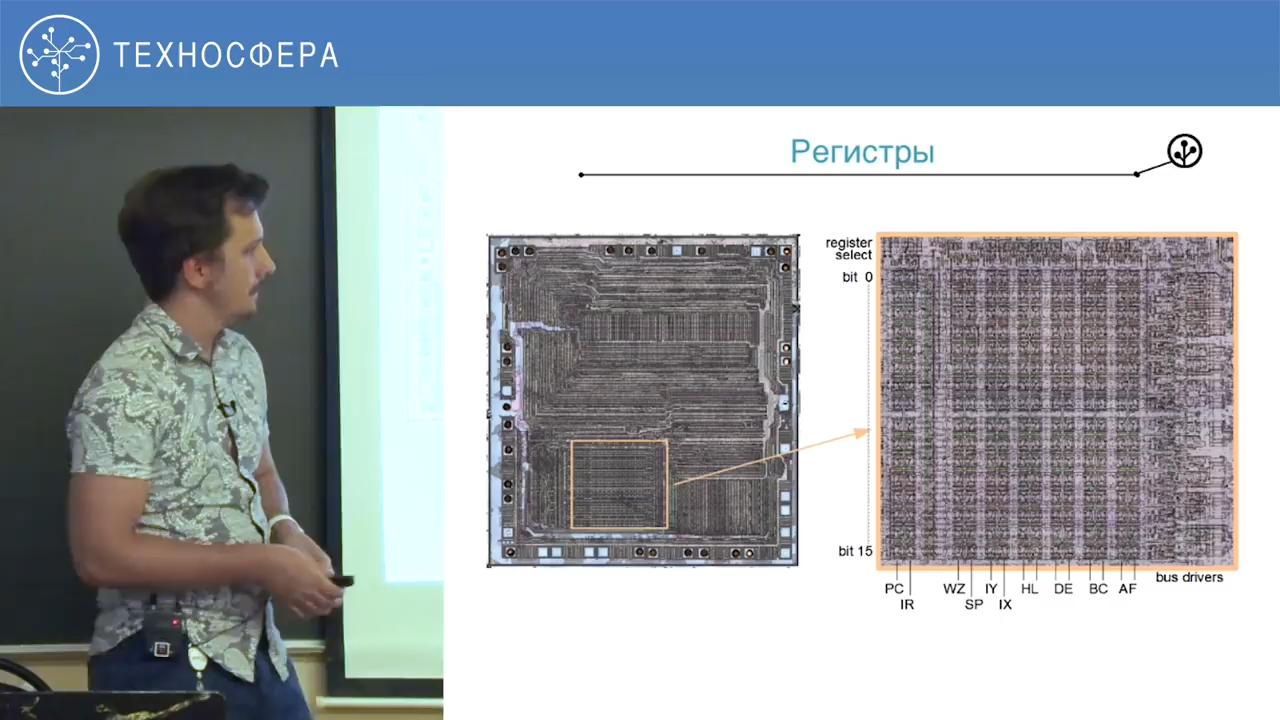 ТЕХНОСФЕРА
Регистры
register
select
bit 0
bit 15
bus drivers
PC WZ IY HL DE BC AF
IR SP IX